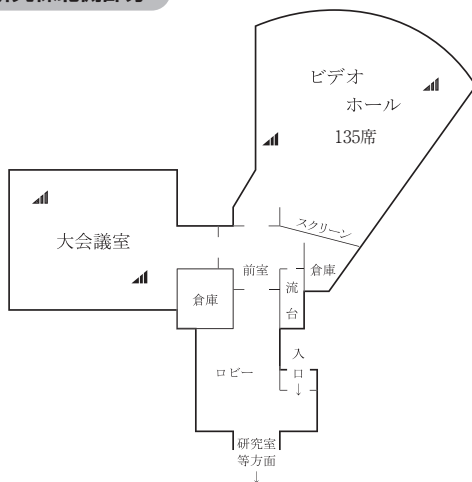 ビデオ
ホール
135席
スクリーン
大会議室
前室
倉庫
倉庫
流台
ロビー
入口
↓
研究室
等方面
↓